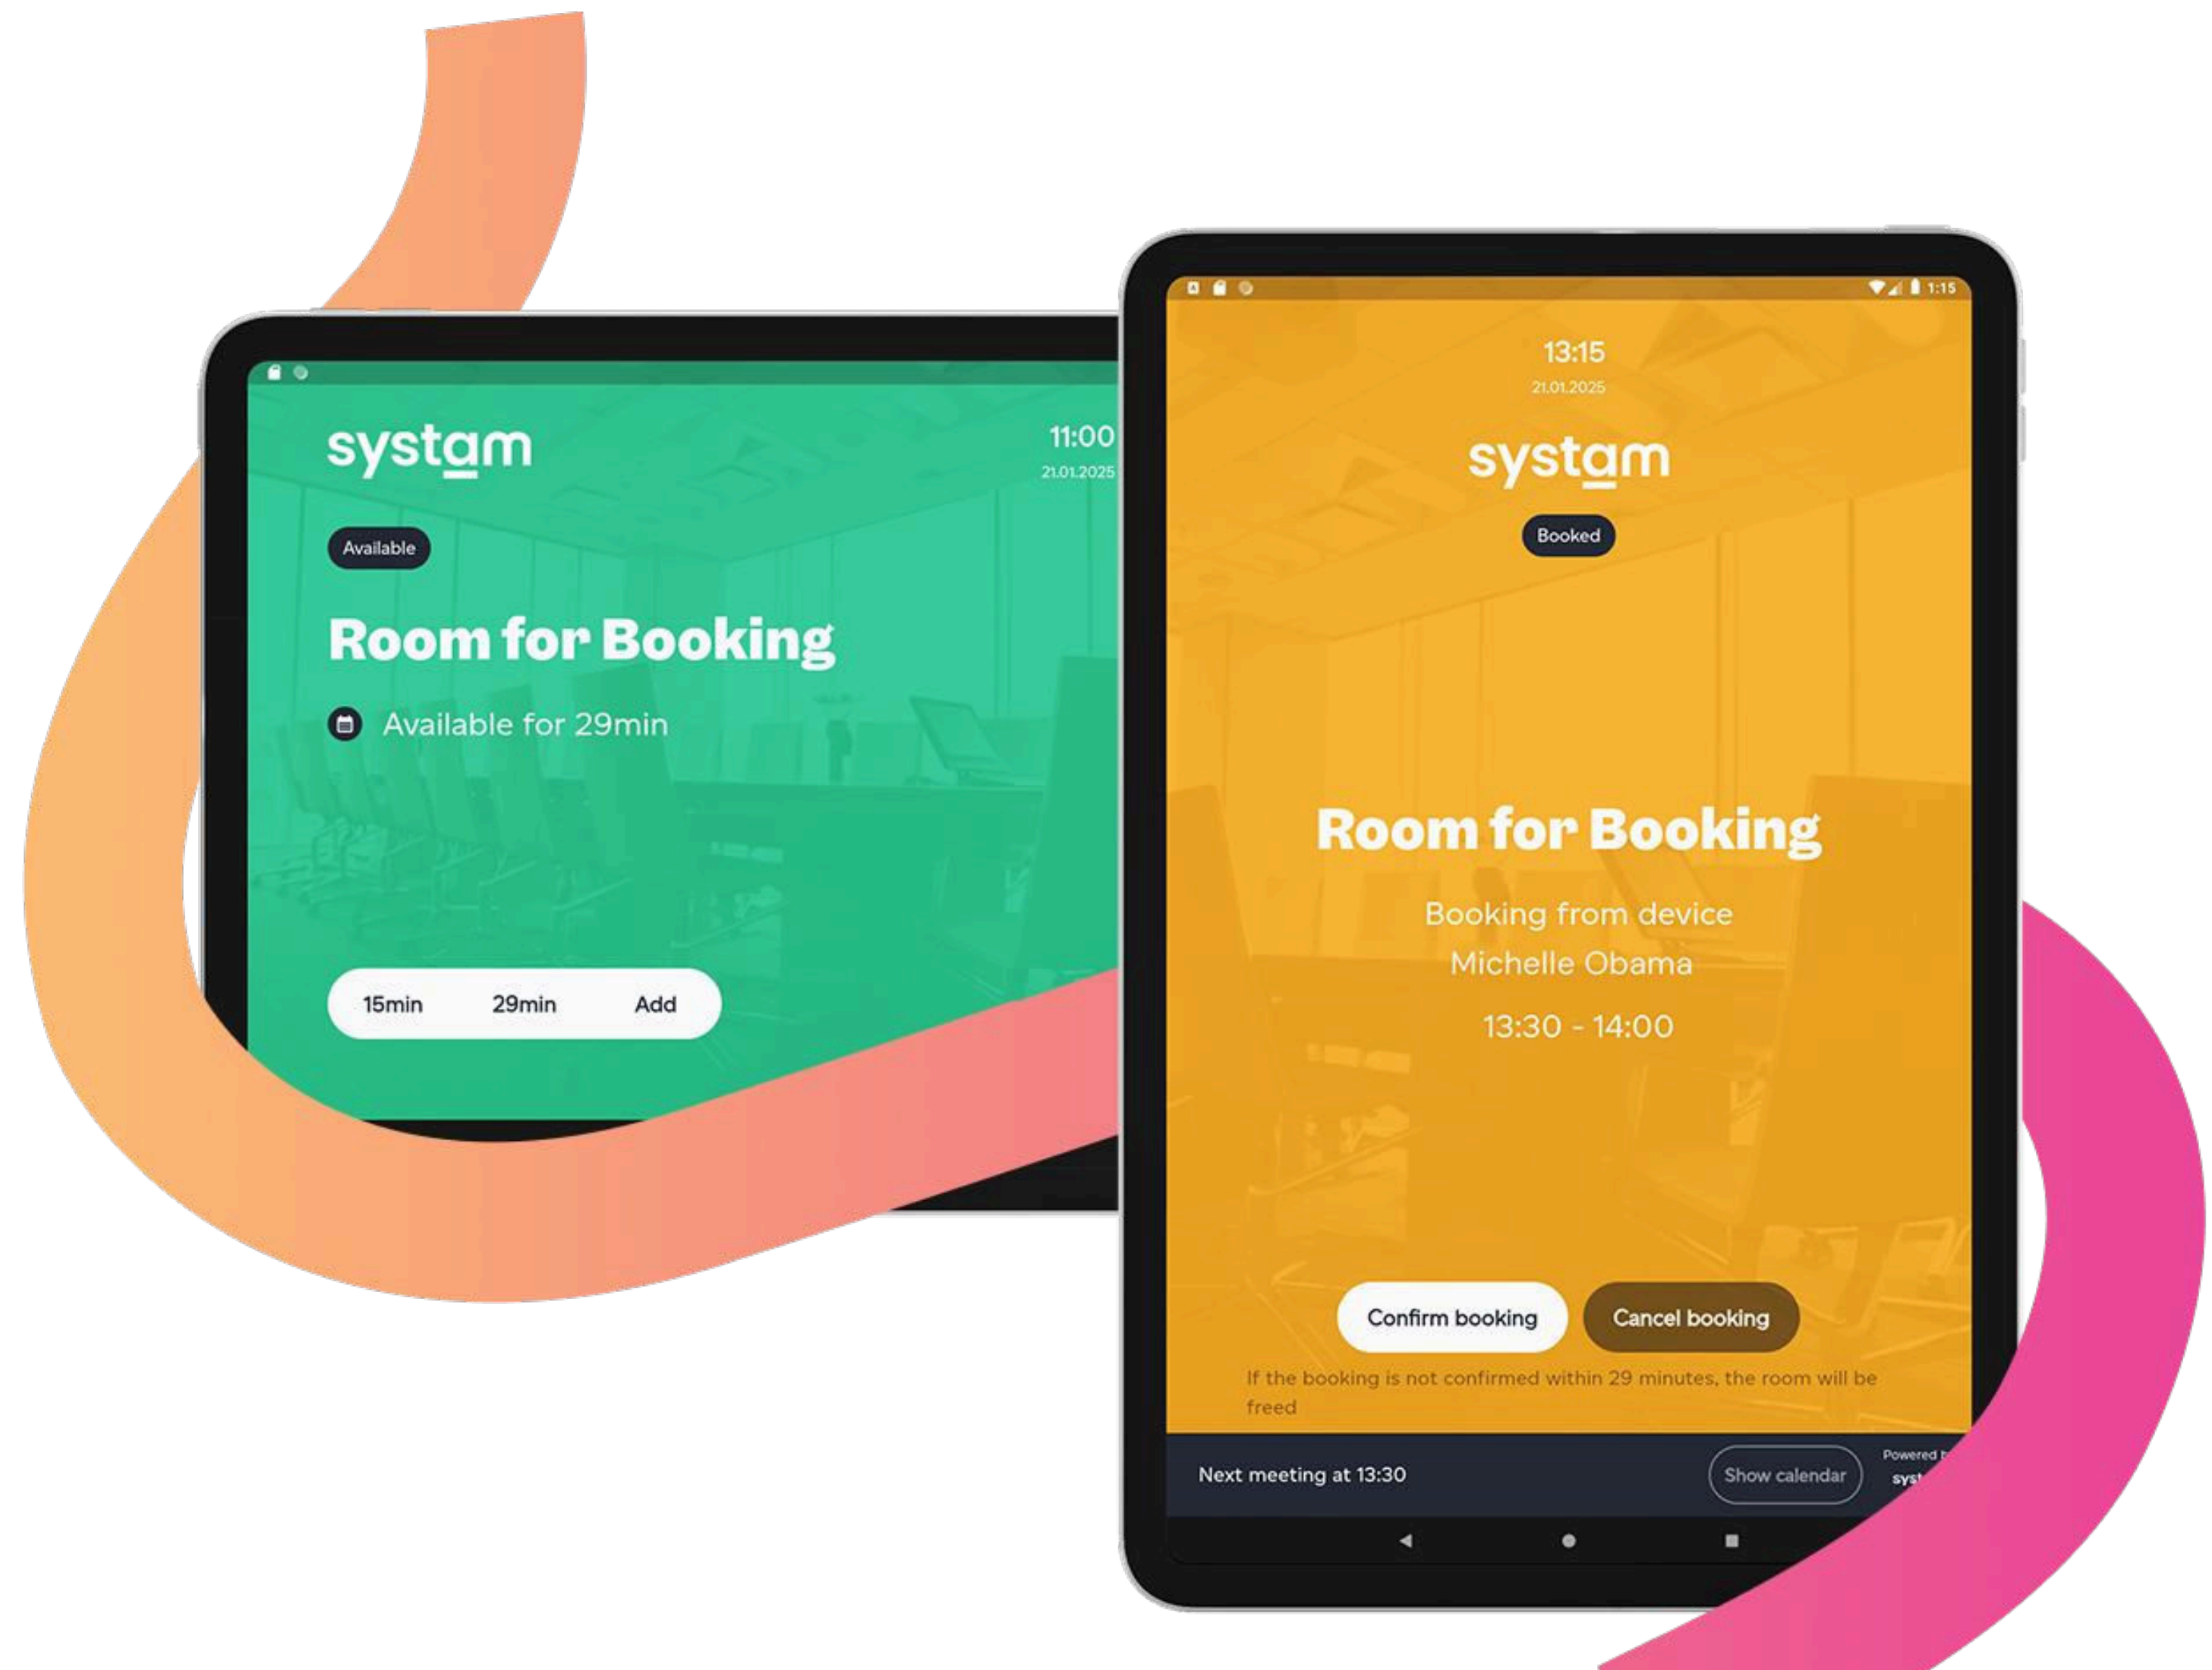 systam
11:00
21.01.2025
Available
Room for Booking
Available for 29min
15min 29min Add
1:15
13:15
21.01.2025
systam
Booked
Room for Booking
Booking from device
Michelle Obama
13:30 - 14:00
Confirm booking Cancel booking
If the booking is not confirmed within 29 minutes, the room will be
freed
Next meeting at 13:30
Show calendar
Powered